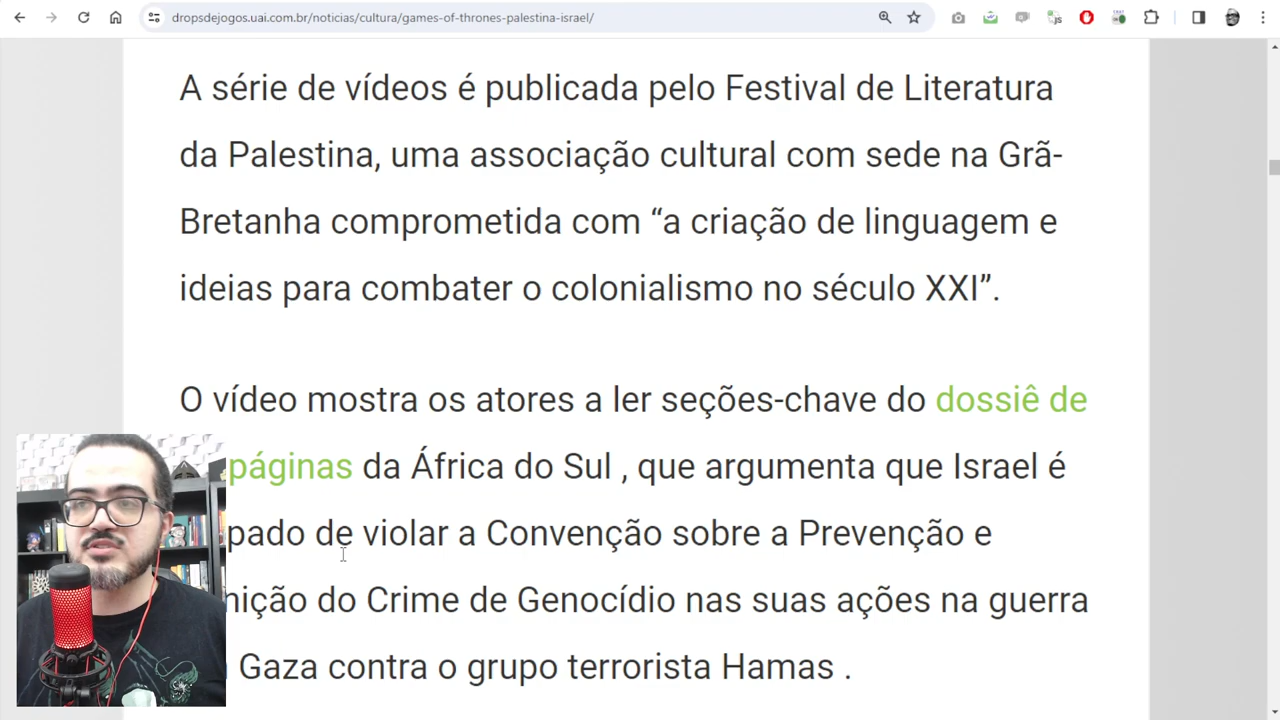 dropsdejogos.uai.com.br/noticias/cultura/games-of-thrones-palestina-israel/
A série de vídeos é publicada pelo Festival de Literatura
da Palestina, uma associação cultural com sede na Grã-
Bretanha comprometida com “a criação de linguagem e
ideias para combater o colonialismo no século XXI”.
O vídeo mostra os atores a ler seções-chave do dossiê de
páginas da África do Sul , que argumenta que Israel é
pado de violar a Convenção sobre a Prevenção e
nição do Crime de Genocídio nas suas ações na guerra
Gaza contra o grupo terrorista Hamas .